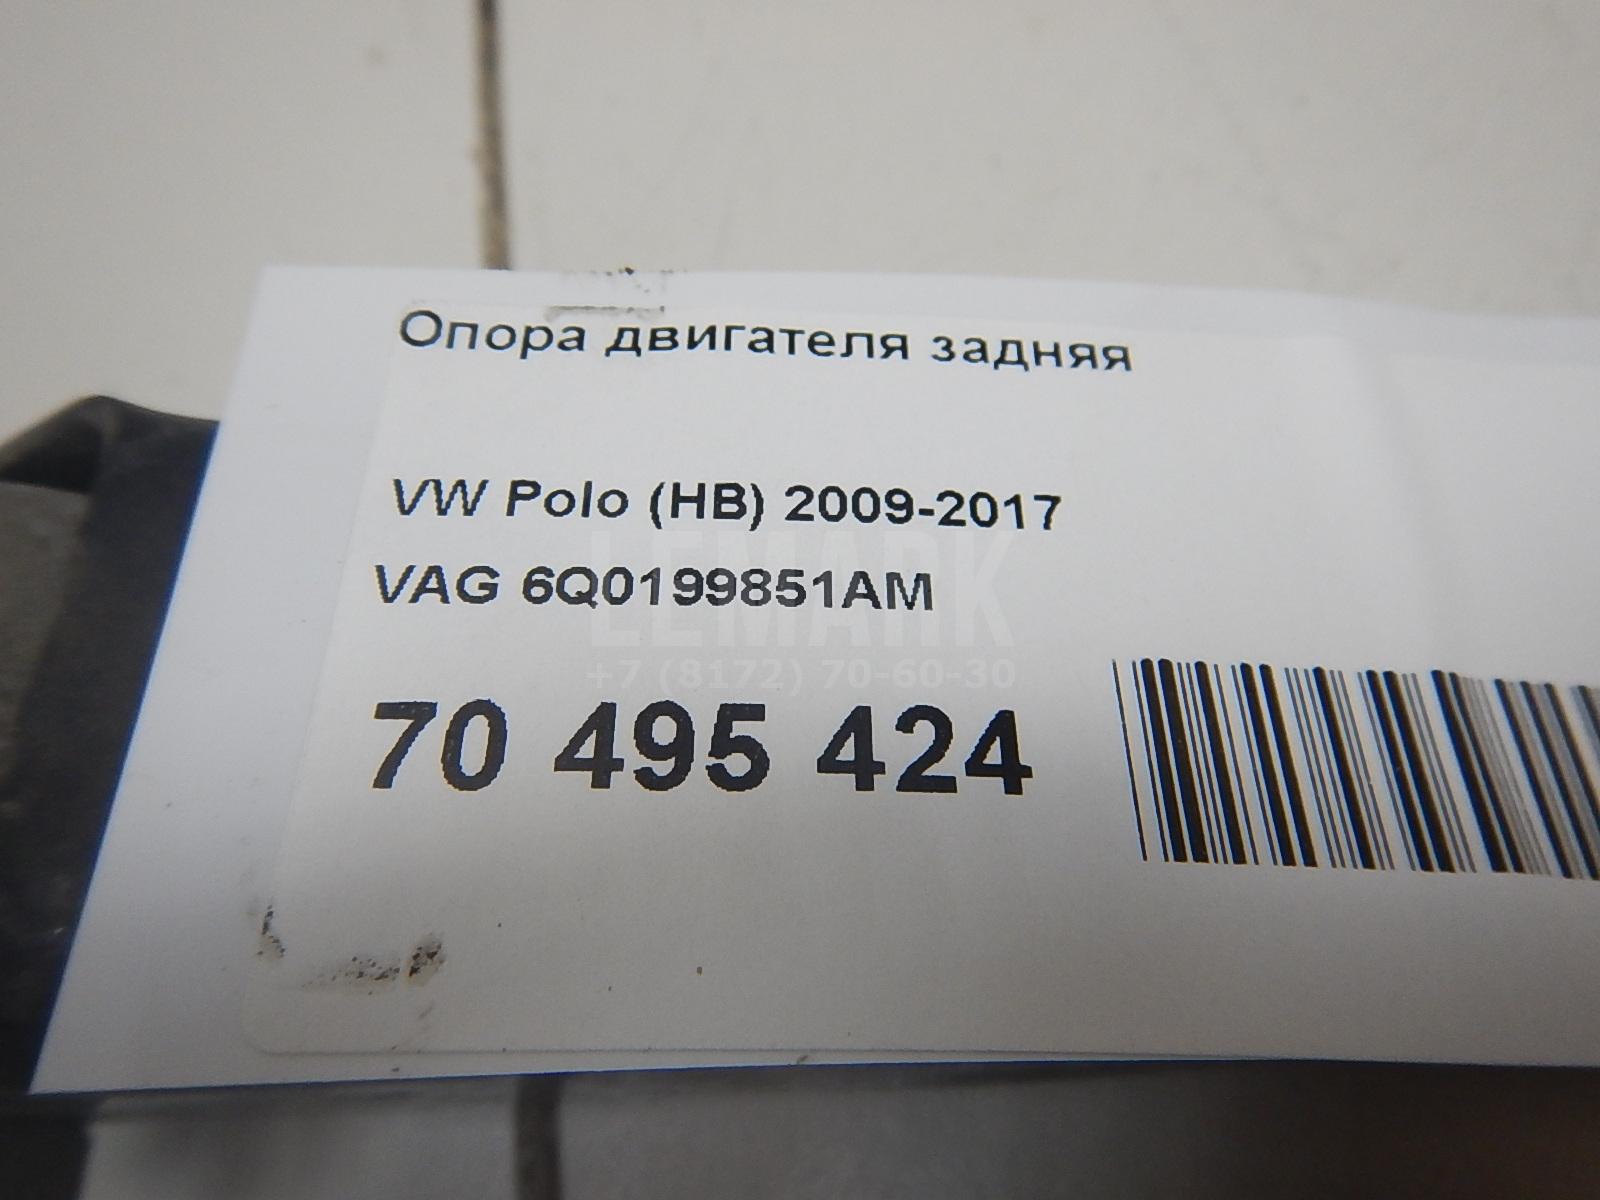 Опора двигателя задняя
VW Polo (HB) 2009-2017
VAG 6Q0199851AM
LEMARK
+7 (8172) 70-60-30
70 495 424